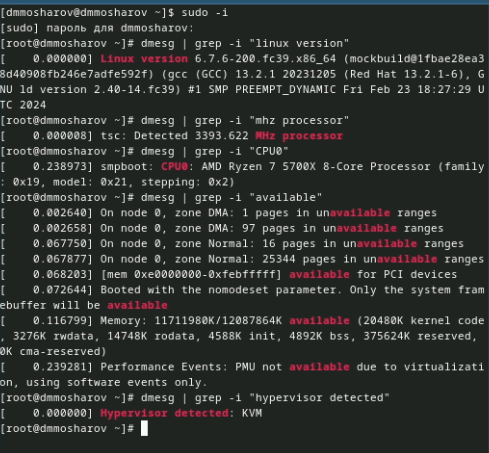 [dmmosharov@dmmosharov ~]$ sudo -i
[sudo] пароль для dmmosharov:
[root@dmmosharov ~]# dmesg | grep -i "linux version"
[    0.000000] Linux version 6.7.6-200.fc39.x86_64 (mockbuild@1fbae28ea3
8d40908fb246e7adfe592f) (gcc (GCC) 13.2.1 20231205 (Red Hat 13.2.1-6), G
NU ld version 2.40-14.fc39) #1 SMP PREEMPT_DYNAMIC Fri Feb 23 18:27:29 U
TC 2024
[root@dmmosharov ~]# dmesg | grep -i "mhz processor"
[    0.000008] tsc: Detected 3393.622 MHz processor
[root@dmmosharov ~]# dmesg | grep -i "CPU0"
[    0.238973] smpboot: CPU0: AMD Ryzen 7 5700X 8-Core Processor (family
: 0x19, model: 0x21, stepping: 0x2)
[root@dmmosharov ~]# dmesg | grep -i "available"
[    0.002640] On node 0, zone DMA: 1 pages in unavailable ranges
[    0.002658] On node 0, zone DMA: 97 pages in unavailable ranges
[    0.067750] On node 0, zone Normal: 16 pages in unavailable ranges
[    0.067877] On node 0, zone Normal: 25344 pages in unavailable ranges
[    0.068203] [mem 0xe0000000-0xfebfffff] available for PCI devices
[    0.072644] Booted with the nomodeset parameter. Only the system fram
ebuffer will be available
[    0.116799] Memory: 11711980K/12087864K available (20480K kernel code
, 3276K rwdata, 14748K rodata, 4588K init, 4892K bss, 375624K reserved,
0K cma-reserved)
[    0.239281] Performance Events: PMU not available due to virtualizati
on, using software events only.
[root@dmmosharov ~]# dmesg | grep -i "hypervisor detected"
[    0.000000] Hypervisor detected: KVM
[root@dmmosharov ~]#